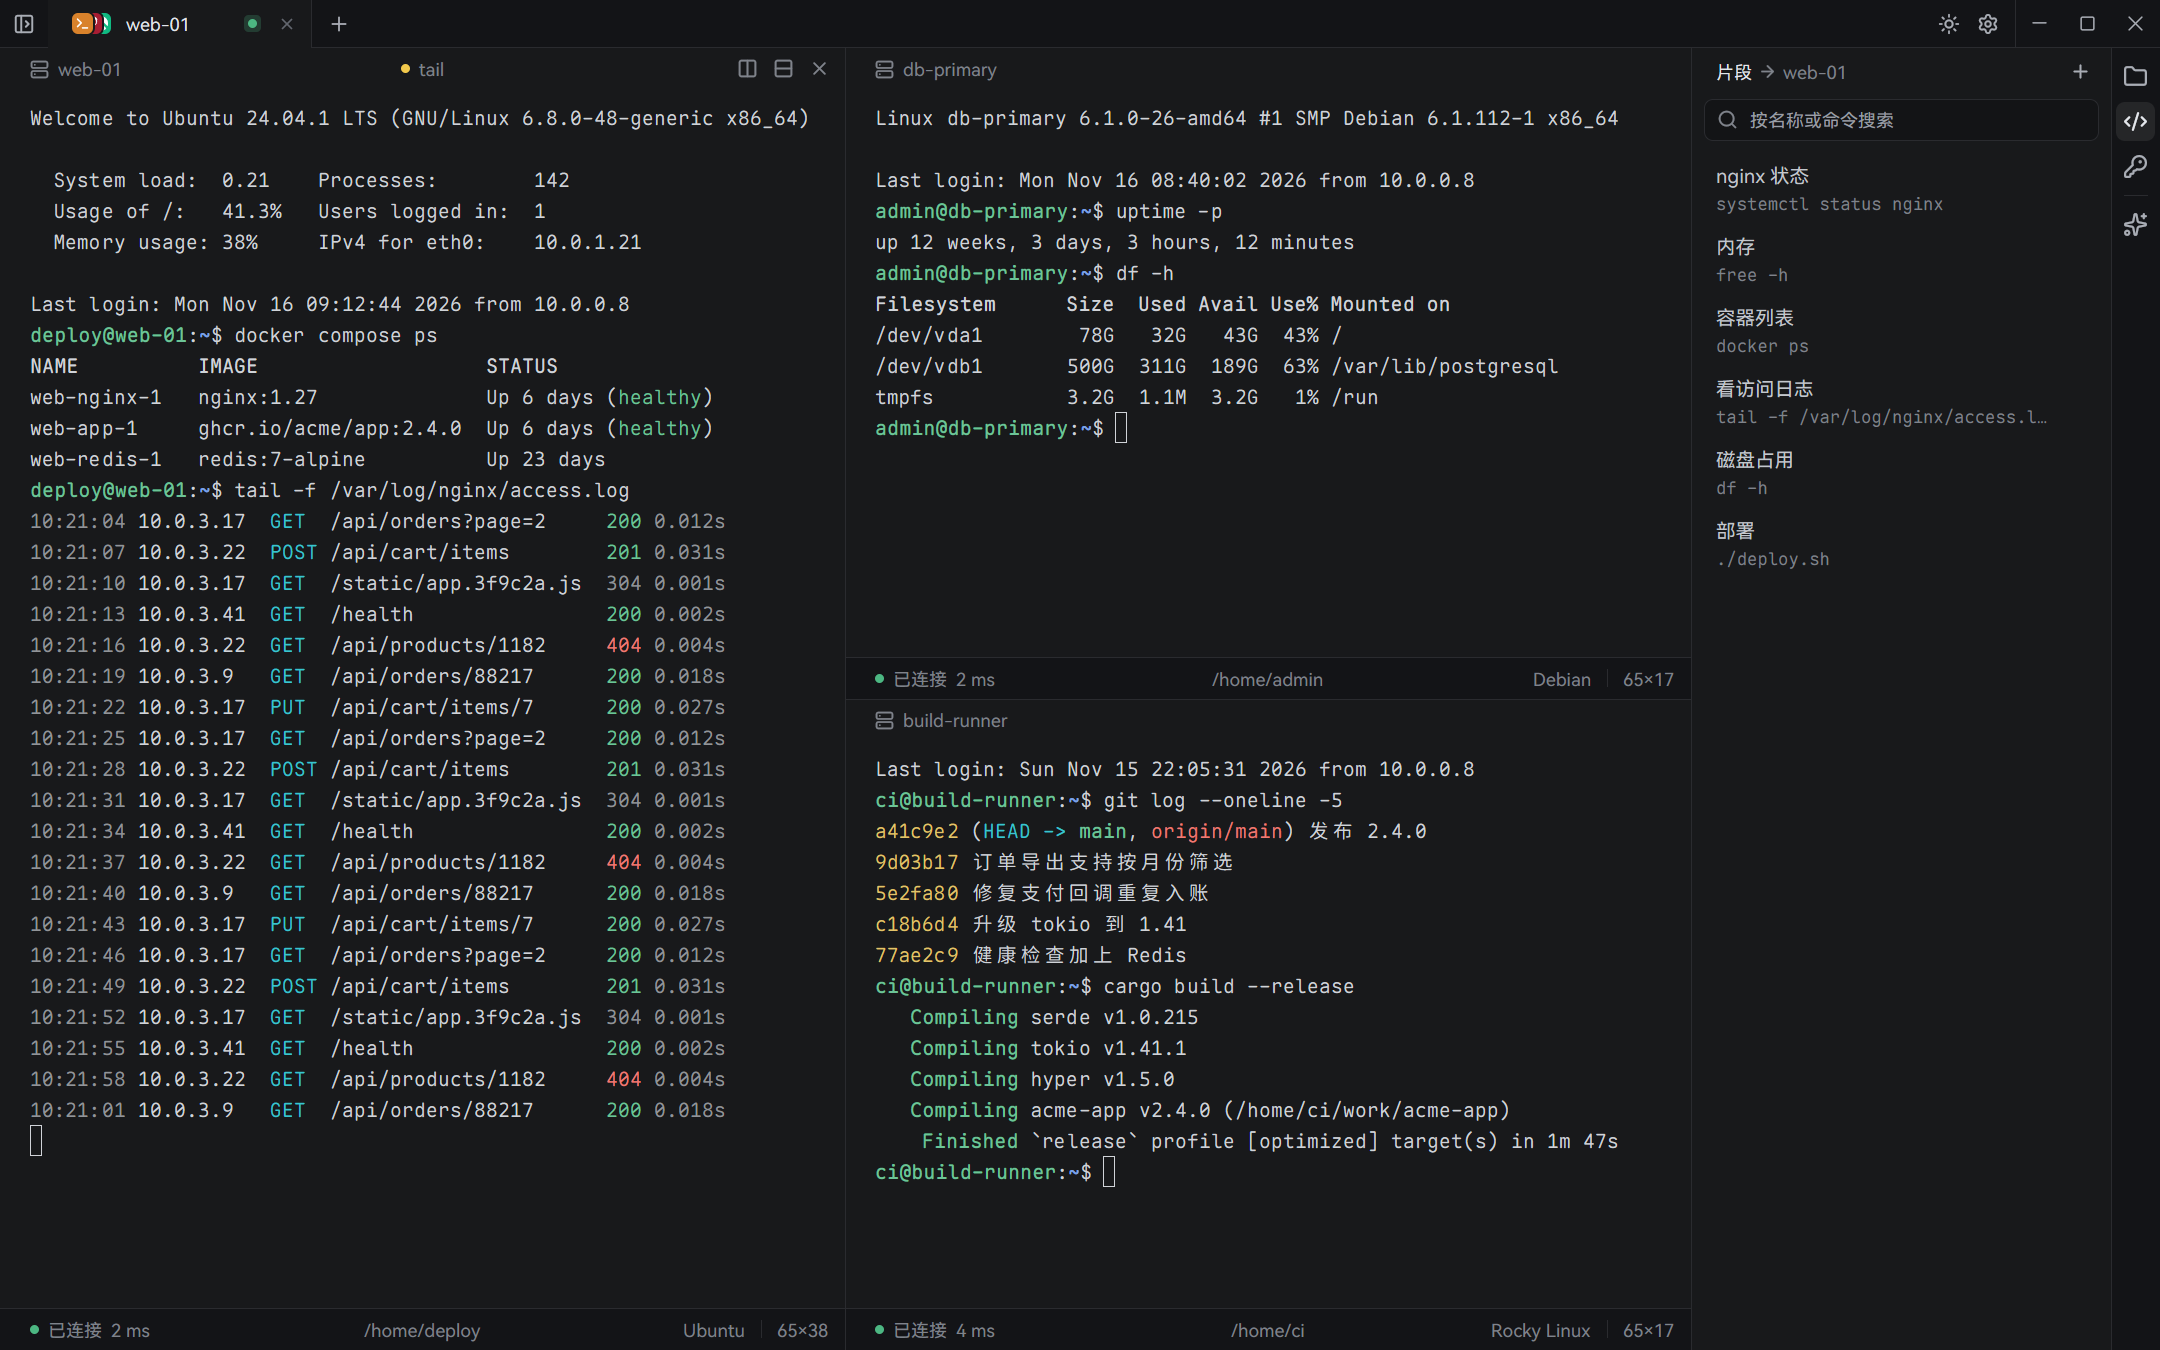 web-01
web-01
tail
Welcome to Ubuntu 24.04.1 LTS (GNU/Linux 6.8.0-48-generic x86_64)
System load:  0.21    Processes:        142
Usage of /:   41.3%   Users logged in:  1
Memory usage: 38%     IPv4 for eth0:    10.0.1.21
Last login: Mon Nov 16 09:12:44 2026 from 10.0.0.8
deploy@web-01:~$ docker compose ps
NAME          IMAGE                   STATUS
web-nginx-1   nginx:1.27              Up 6 days (healthy)
web-app-1     ghcr.io/acme/app:2.4.0  Up 6 days (healthy)
web-redis-1   redis:7-alpine          Up 23 days
deploy@web-01:~$ tail -f /var/log/nginx/access.log
10:21:04 10.0.3.17  GET  /api/orders?page=2     200 0.012s
10:21:07 10.0.3.22  POST /api/cart/items        201 0.031s
10:21:10 10.0.3.17  GET  /static/app.3f9c2a.js  304 0.001s
10:21:13 10.0.3.41  GET  /health                200 0.002s
10:21:16 10.0.3.22  GET  /api/products/1182     404 0.004s
10:21:19 10.0.3.9   GET  /api/orders/88217      200 0.018s
10:21:22 10.0.3.17  PUT  /api/cart/items/7      200 0.027s
10:21:25 10.0.3.17  GET  /api/orders?page=2     200 0.012s
10:21:28 10.0.3.22  POST /api/cart/items        201 0.031s
10:21:31 10.0.3.17  GET  /static/app.3f9c2a.js  304 0.001s
10:21:34 10.0.3.41  GET  /health                200 0.002s
10:21:37 10.0.3.22  GET  /api/products/1182     404 0.004s
10:21:40 10.0.3.9   GET  /api/orders/88217      200 0.018s
10:21:43 10.0.3.17  PUT  /api/cart/items/7      200 0.027s
10:21:46 10.0.3.17  GET  /api/orders?page=2     200 0.012s
10:21:49 10.0.3.22  POST /api/cart/items        201 0.031s
10:21:52 10.0.3.17  GET  /static/app.3f9c2a.js  304 0.001s
10:21:55 10.0.3.41  GET  /health                200 0.002s
10:21:58 10.0.3.22  GET  /api/products/1182     404 0.004s
10:21:01 10.0.3.9   GET  /api/orders/88217      200 0.018s
已连接 2 ms
/home/deploy
Ubuntu
65×38
db-primary
Linux db-primary 6.1.0-26-amd64 #1 SMP Debian 6.1.112-1 x86_64
Last login: Mon Nov 16 08:40:02 2026 from 10.0.0.8
admin@db-primary:~$ uptime -p
up 12 weeks, 3 days, 3 hours, 12 minutes
admin@db-primary:~$ df -h
Filesystem      Size  Used Avail Use% Mounted on
/dev/vda1        78G   32G   43G  43% /
/dev/vdb1       500G  311G  189G  63% /var/lib/postgresql
tmpfs           3.2G  1.1M  3.2G   1% /run
admin@db-primary:~$
已连接 2 ms
/home/admin
Debian
65×17
build-runner
Last login: Sun Nov 15 22:05:31 2026 from 10.0.0.8
ci@build-runner:~$ git log --oneline -5
a41c9e2 (HEAD -> main, origin/main) 发布 2.4.0
9d03b17 订单导出支持按月份筛选
5e2fa80 修复支付回调重复入账
c18b6d4 升级 tokio 到 1.41
77ae2c9 健康检查加上 Redis
ci@build-runner:~$ cargo build --release
Compiling serde v1.0.215
Compiling tokio v1.41.1
Compiling hyper v1.5.0
Compiling acme-app v2.4.0 (/home/ci/work/acme-app)
Finished `release` profile [optimized] target(s) in 1m 47s
ci@build-runner:~$
已连接 4 ms
/home/ci
Rocky Linux
65×17
片段 → web-01
按名称或命令搜索
nginx 状态
systemctl status nginx
内存
free -h
容器列表
docker ps
看访问日志
tail -f /var/log/nginx/access.l…
磁盘占用
df -h
部署
./deploy.sh